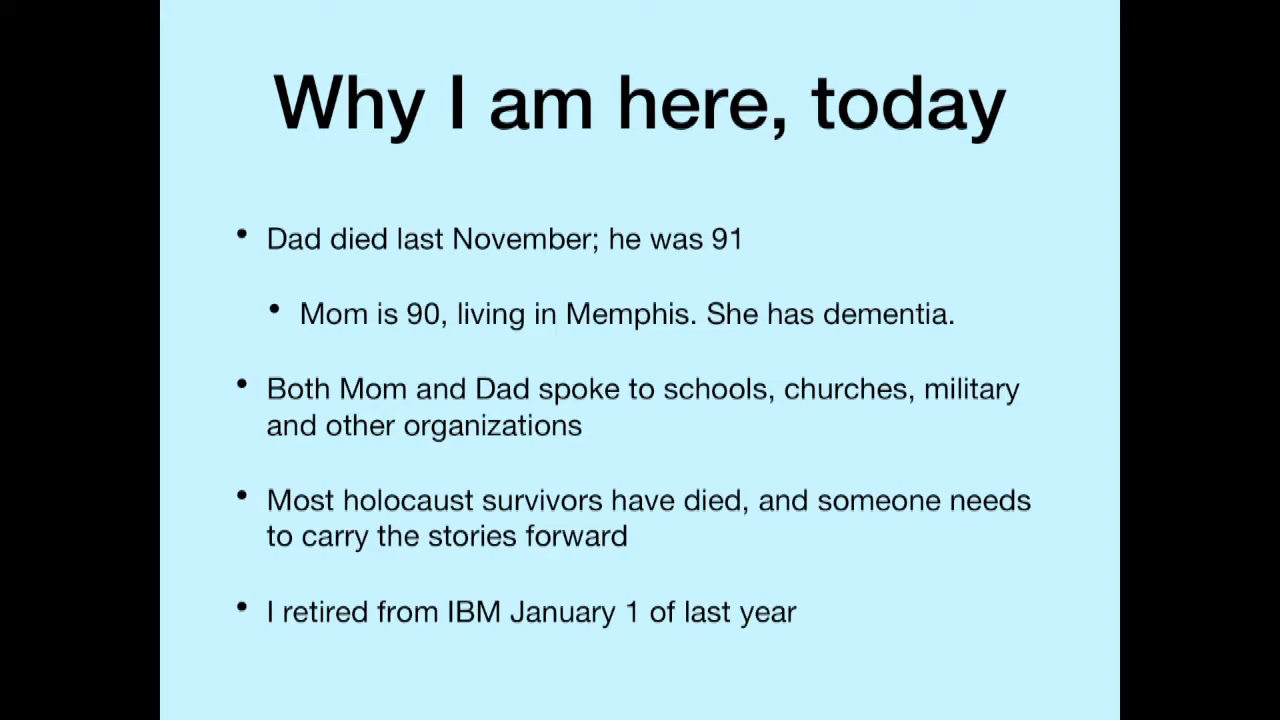 Why I am here, today
• Dad died last November; he was 91
• Mom is 90, living in Memphis. She has dementia.
• Both Mom and Dad spoke to schools, churches, military
and other organizations
• Most holocaust survivors have died, and someone needs
to carry the stories forward
• I retired from IBM January 1 of last year